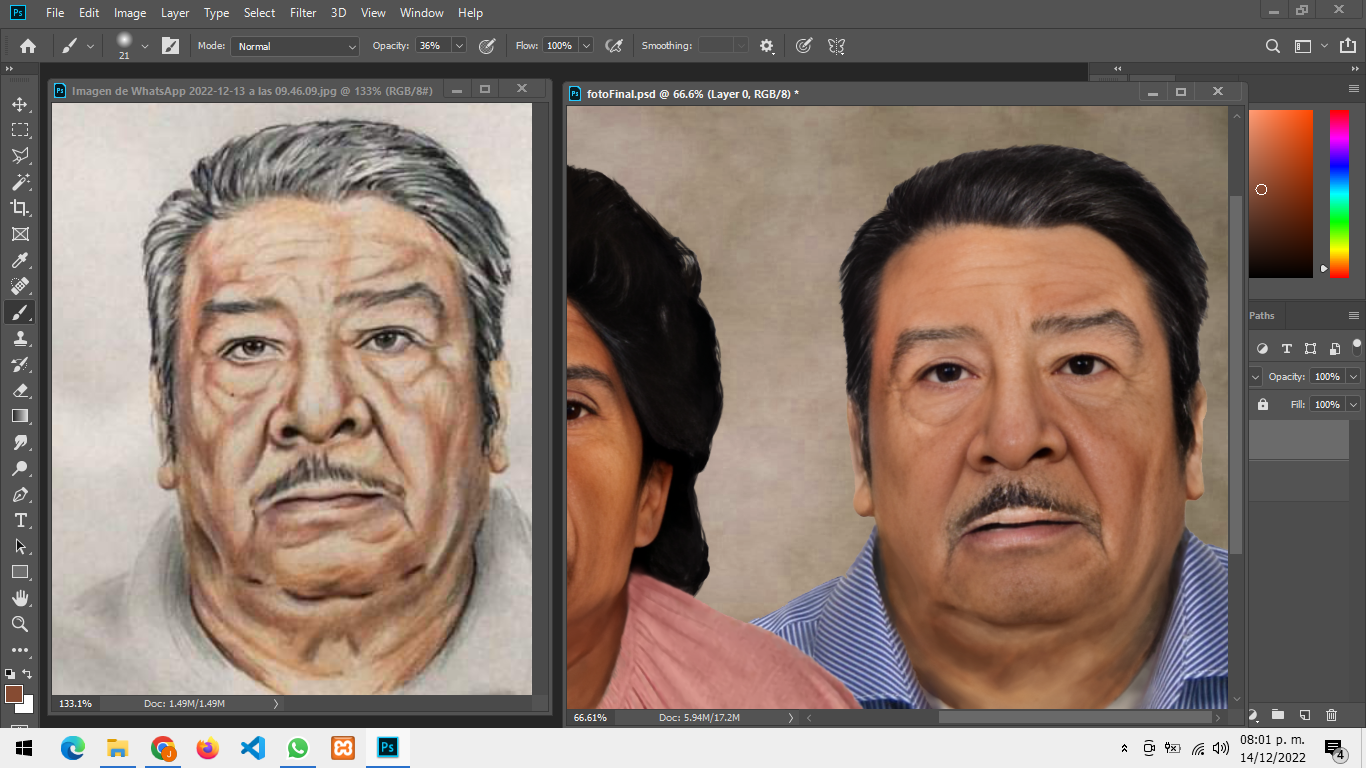 Ps File Edit Image Layer Type Select Filter 3D View Window Help
21 Mode: Normal Opacity: 36% Flow: 100% Smoothing:
Ps Imagen de WhatsApp 2022-12-13 a las 09.46.09.jpg @ 133% (RGB/8#)
Ps fotoFinal.psd @ 66.6% (Layer 0, RGB/8) *
Paths
Opacity: 100%
Fill: 100%
133.1% Doc: 1.49M/1.49M
66.61% Doc: 5.94M/17.2M
J Ps
08:01 p. m.
14/12/2022
4